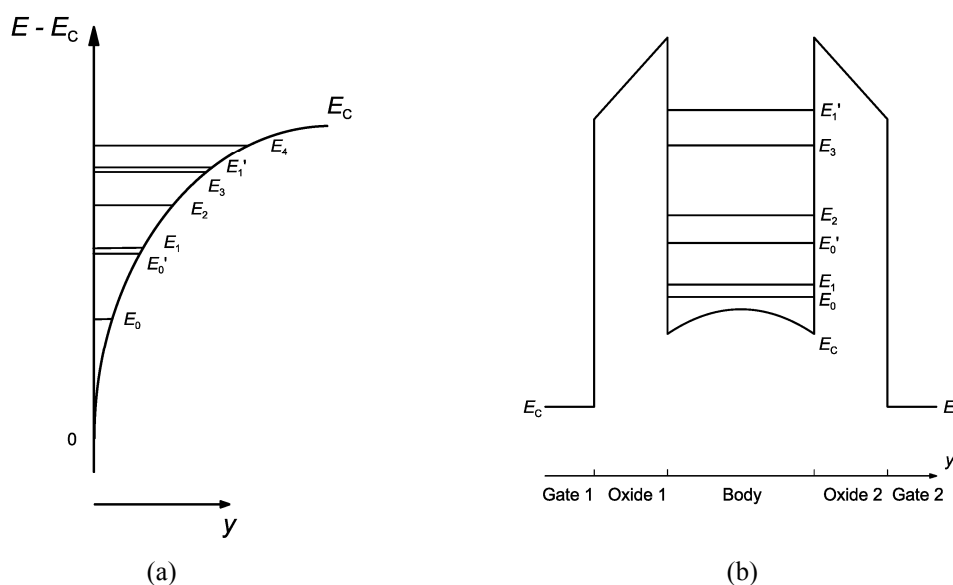 E - E_C
E_C
E_4
E_1'
E_3
E_2
E_1
E_0'
E_0
0
y
(a)
E_1'
E_3
E_2
E_0'
E_1
E_0
E_C
E_C
E
y
Gate 1 Oxide 1 Body Oxide 2 Gate 2
(b)